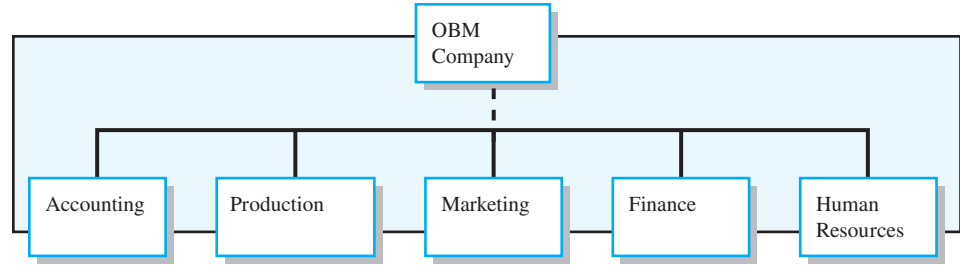 OBM
Company
Accounting
Production
Marketing
Finance
Human
Resources